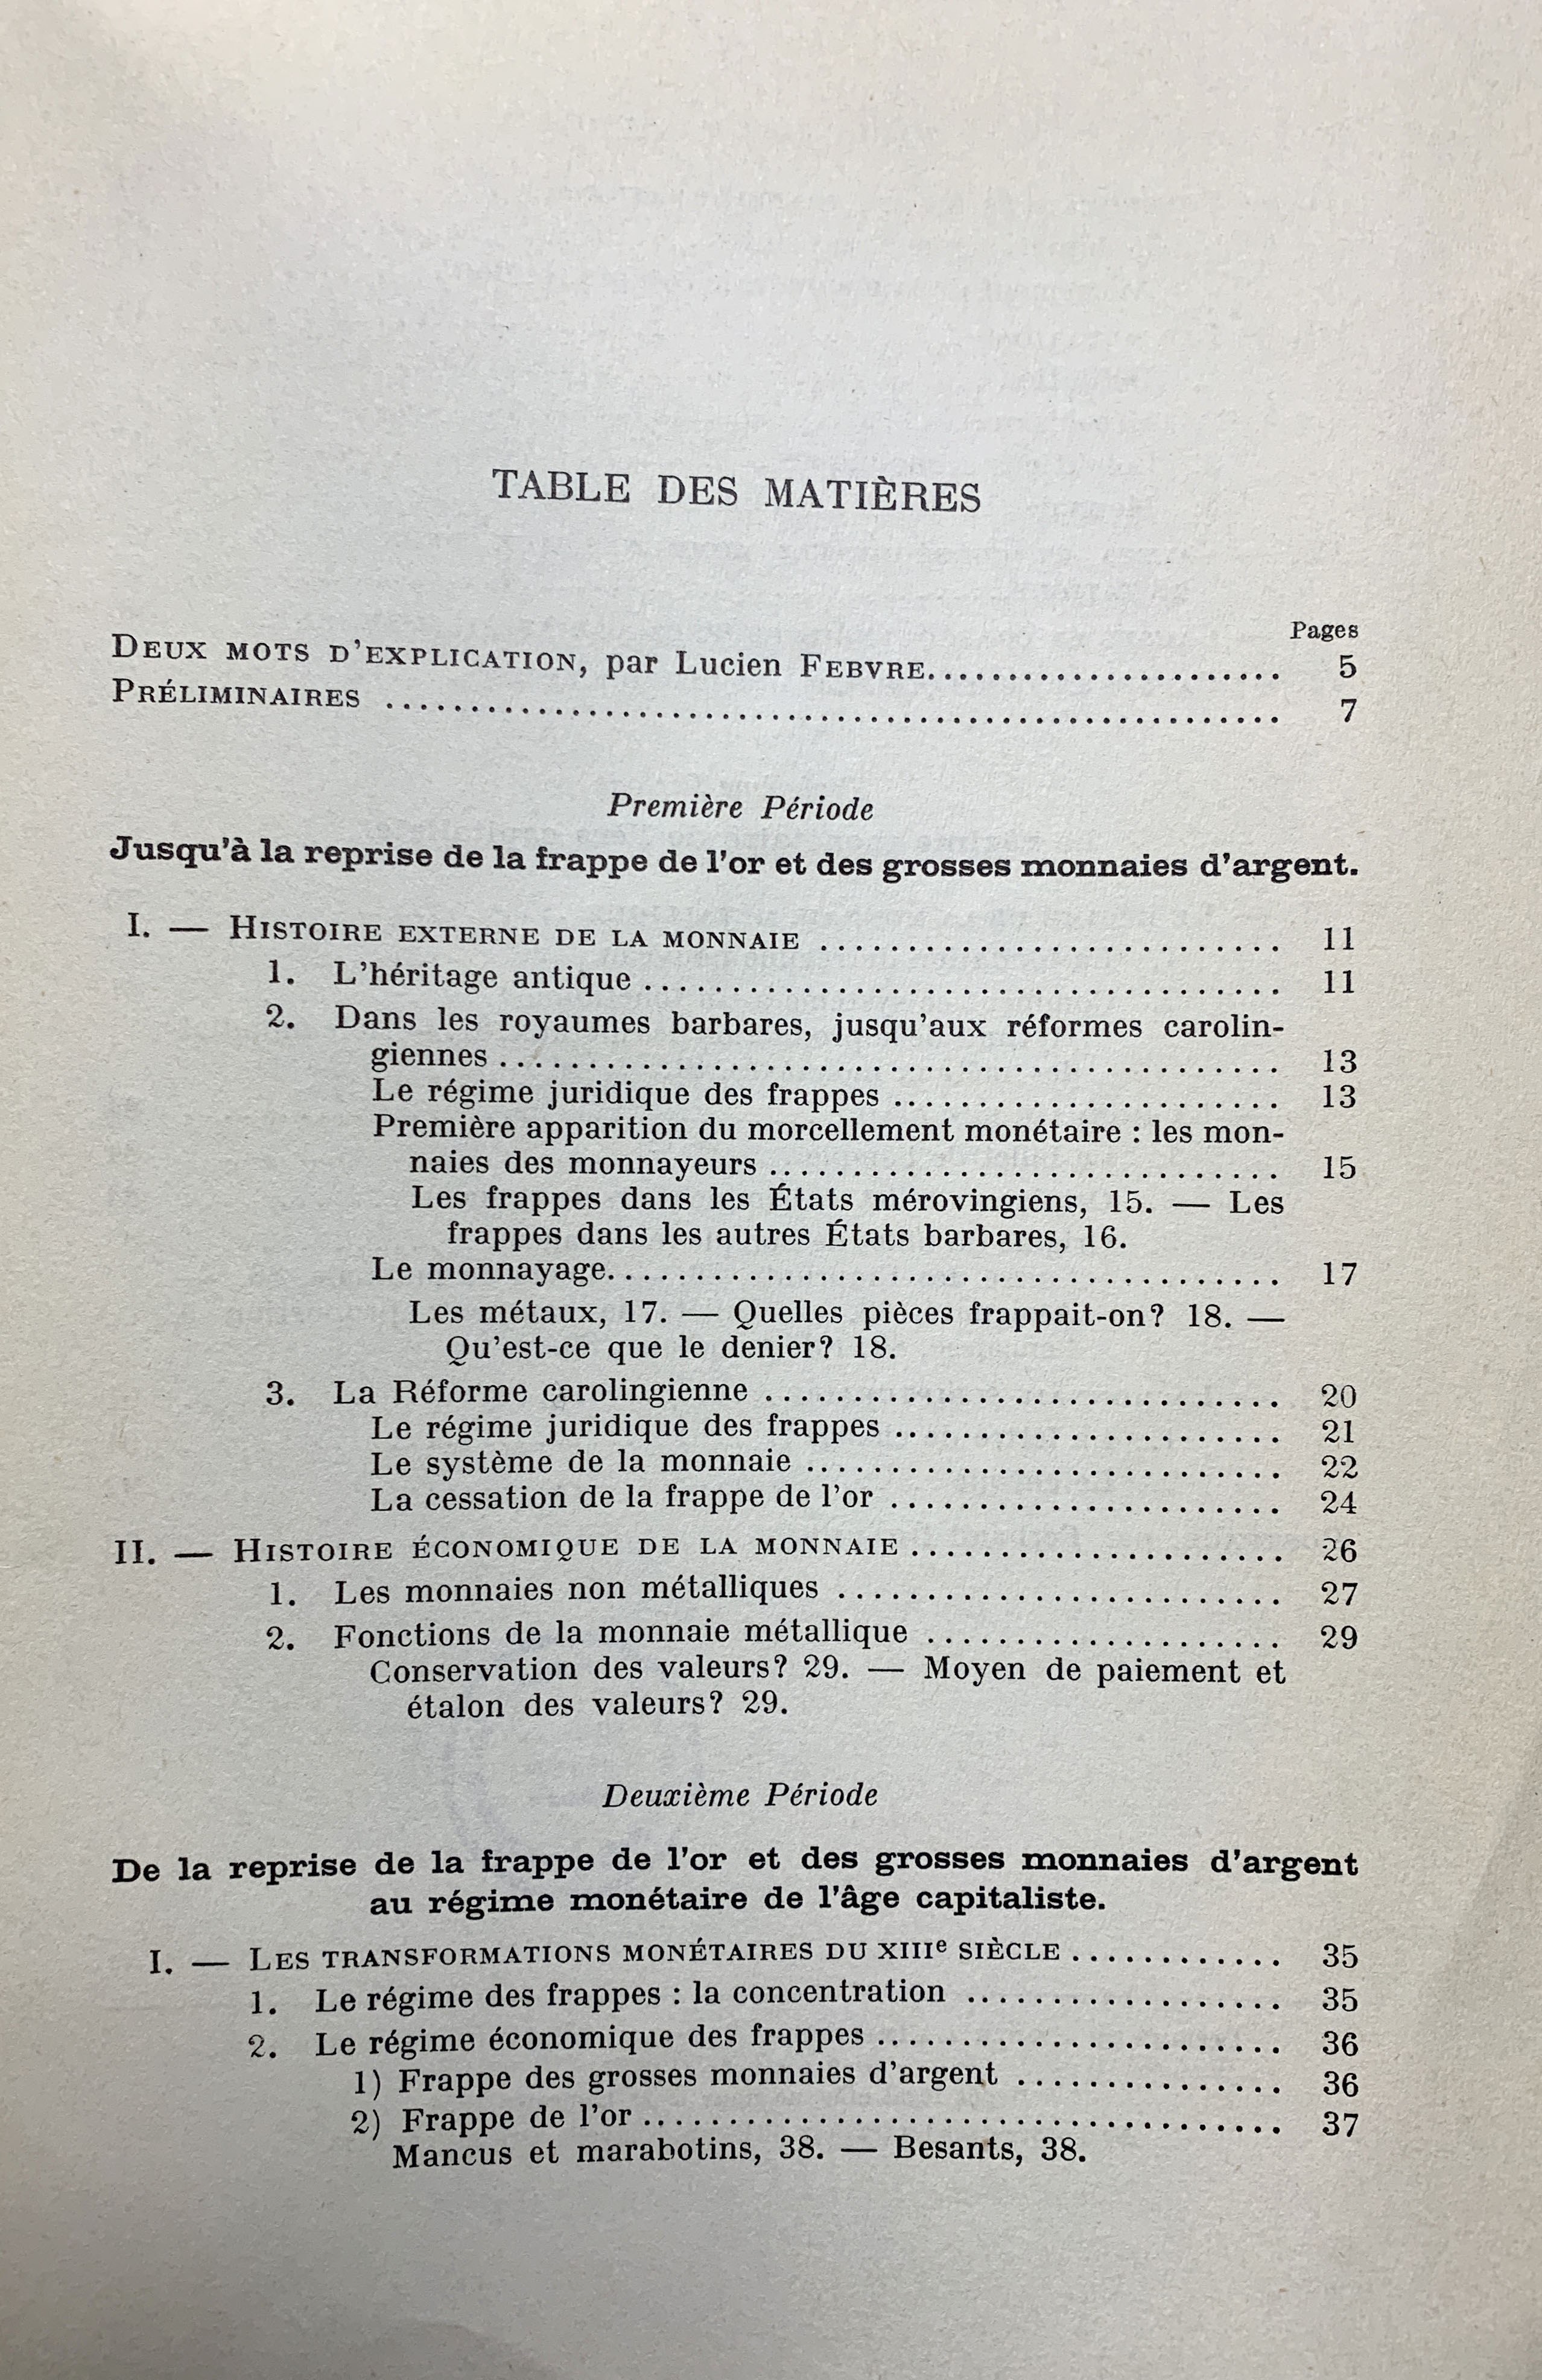 TABLE DES MATIÈRES
Pages
DEUX MOTS D'EXPLICATION, par Lucien FEBVRE...................... 5
PRÉLIMINAIRES ...................................................... 7
Première Période
Jusqu'à la reprise de la frappe de l'or et des grosses monnaies d'argent.
I. — HISTOIRE EXTERNE DE LA MONNAIE ............................ 11
1. L'héritage antique ...................................... 11
2. Dans les royaumes barbares, jusqu'aux réformes carolin-
giennes ............................................... 13
Le régime juridique des frappes ........................ 13
Première apparition du morcellement monétaire : les mon-
naies des monnayeurs ............................... 15
Les frappes dans les États mérovingiens, 15. — Les
frappes dans les autres États barbares, 16.
Le monnayage......................................... 17
Les métaux, 17. — Quelles pièces frappait-on? 18. —
Qu'est-ce que le denier? 18.
3. La Réforme carolingienne ............................... 20
Le régime juridique des frappes ....................... 21
Le système de la monnaie ............................. 22
La cessation de la frappe de l'or ........................ 24
II. — HISTOIRE ÉCONOMIQUE DE LA MONNAIE ...................... 26
1. Les monnaies non métalliques ........................... 27
2. Fonctions de la monnaie métallique ..................... 29
Conservation des valeurs? 29. — Moyen de paiement et
étalon des valeurs? 29.
Deuxième Période
De la reprise de la frappe de l'or et des grosses monnaies d'argent
au régime monétaire de l'âge capitaliste.
I. — LES TRANSFORMATIONS MONÉTAIRES DU XIIIe SIÈCLE ............. 35
1. Le régime des frappes : la concentration ................... 35
2. Le régime économique des frappes ........................ 36
1) Frappe des grosses monnaies d'argent ................ 36
2) Frappe de l'or ....................................... 37
Mancus et marabotins, 38. — Besants, 38.